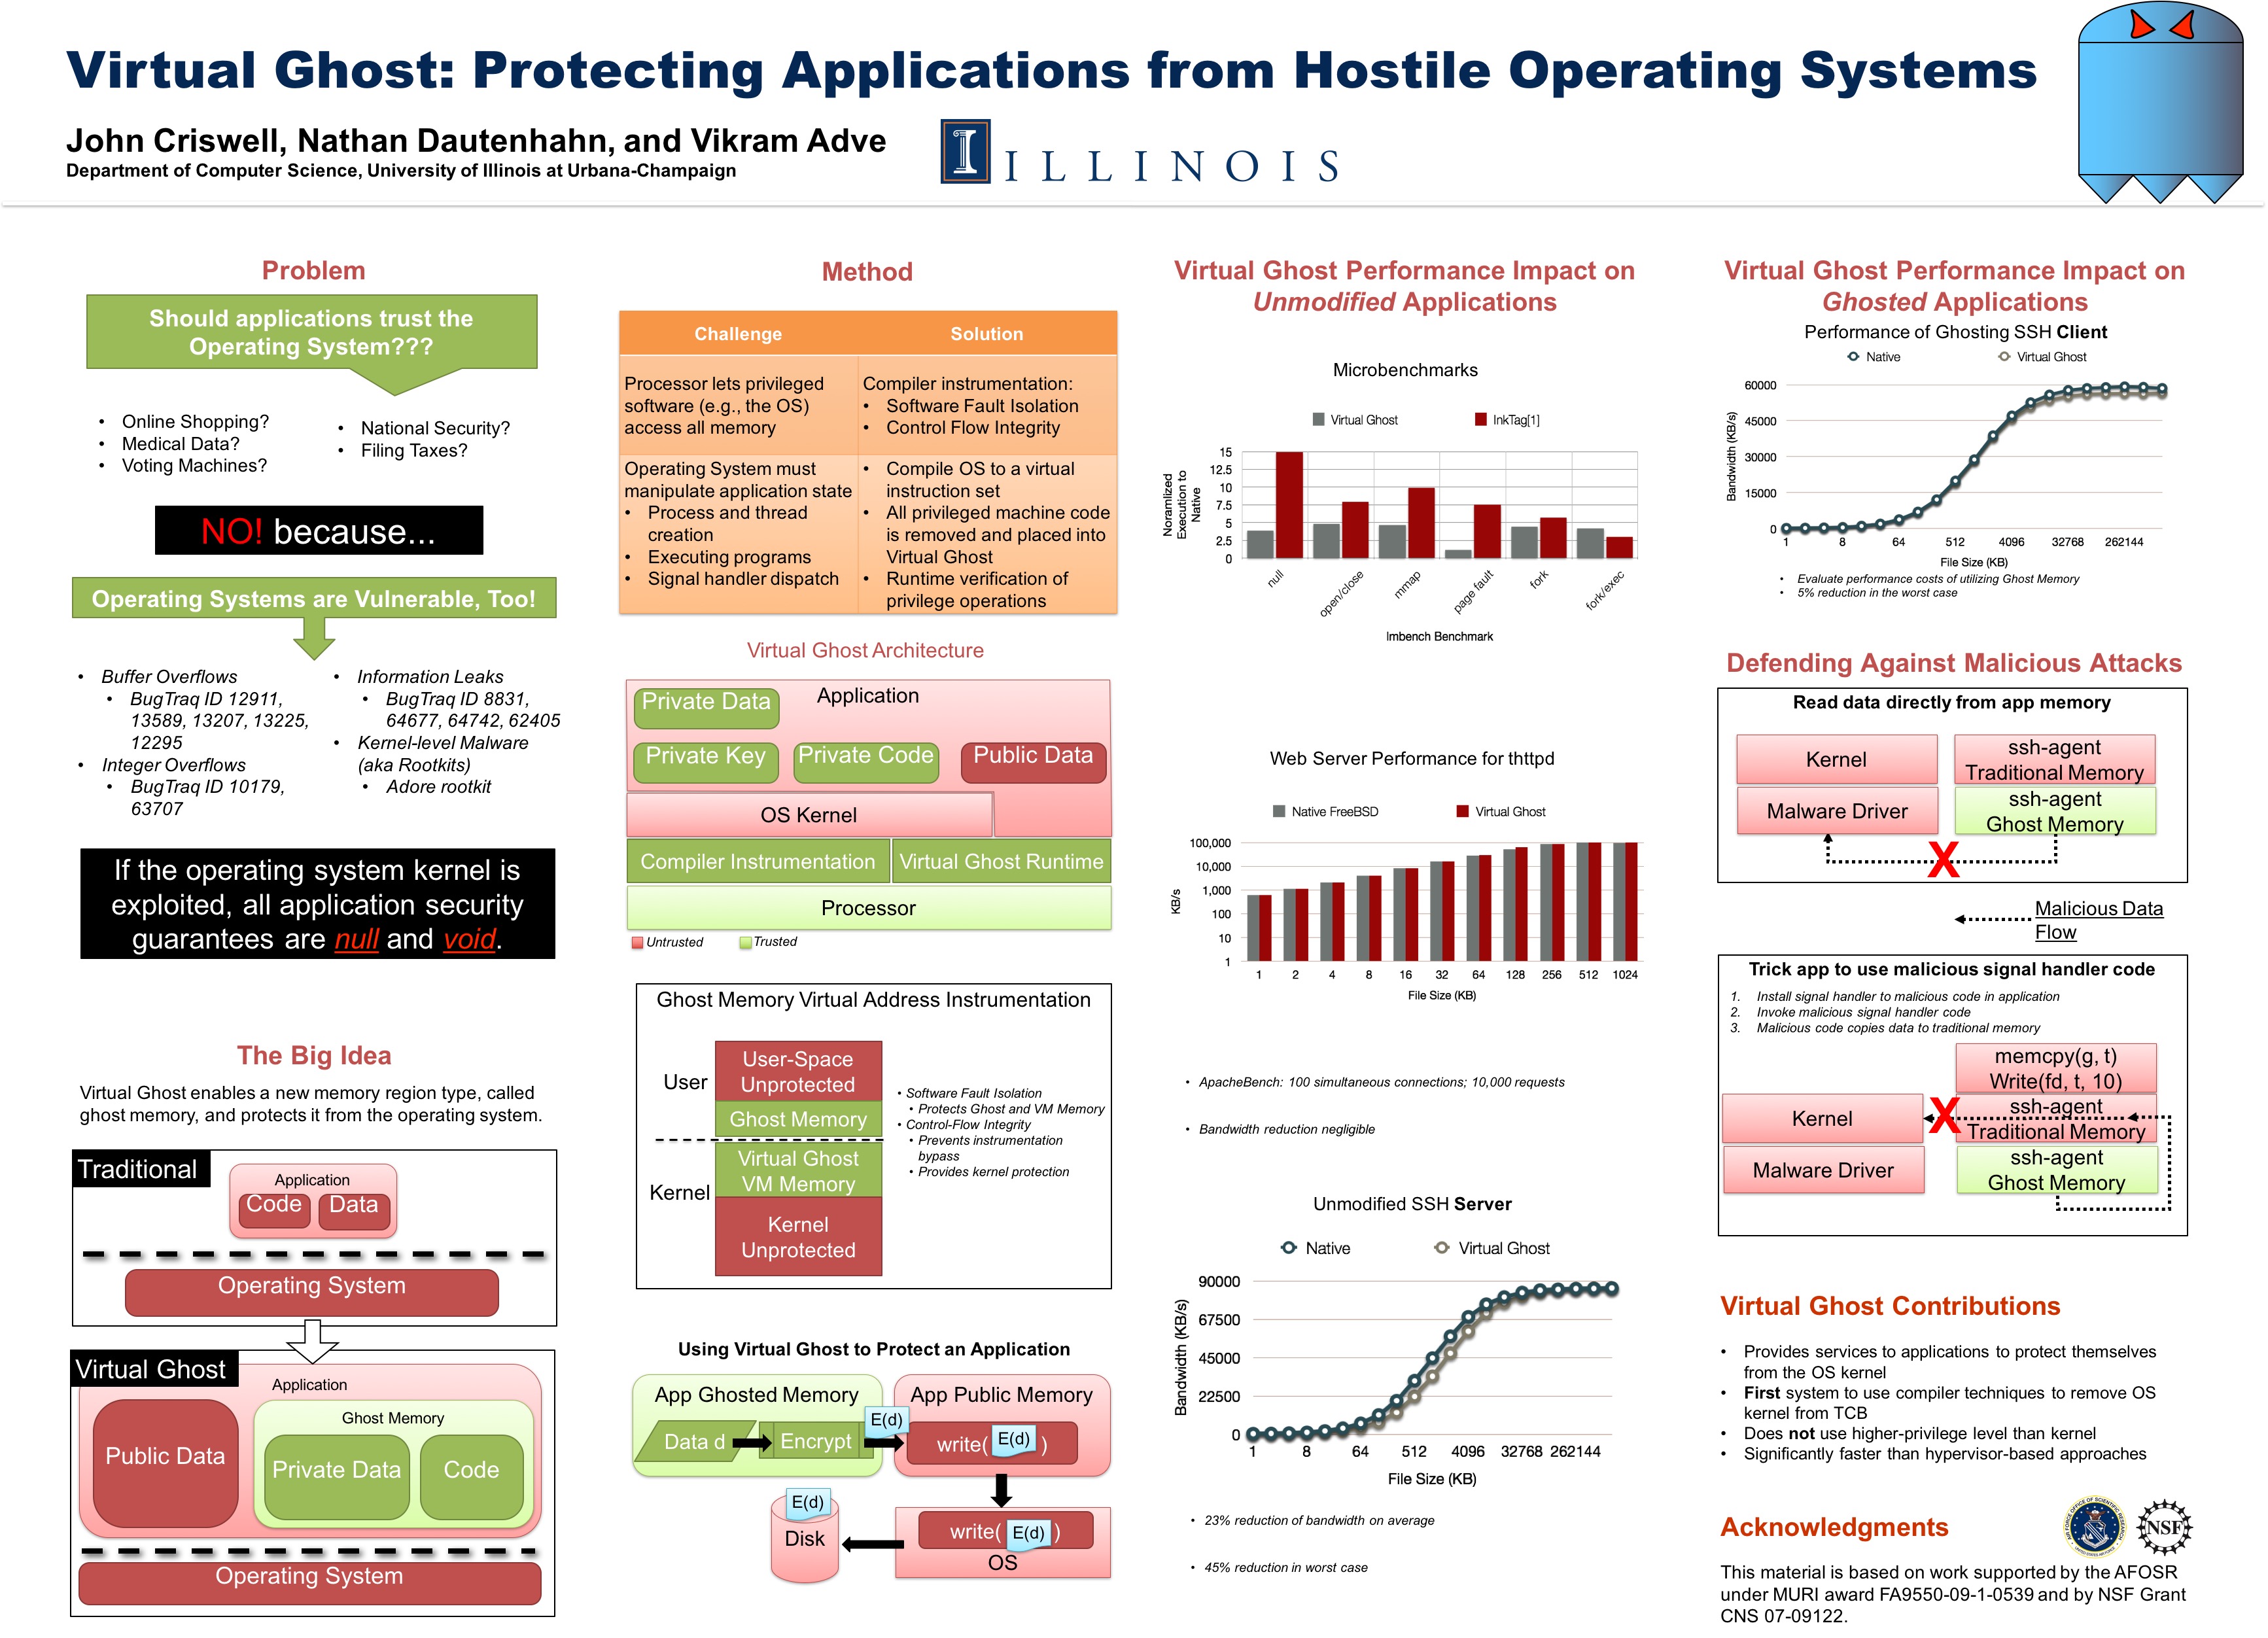 Virtual Ghost: Protecting Applications from Hostile Operating Systems
John Criswell, Nathan Dautenhahn, and Vikram Adve
Department of Computer Science, University of Illinois at Urbana-Champaign
I ILLINOIS
Problem
Should applications trust the
Operating System???
• Online Shopping?
• Medical Data?
• Voting Machines?
• National Security?
• Filing Taxes?
NO! because...
Operating Systems are Vulnerable, Too!
• Buffer Overflows
• BugTraq ID 12911,
13589, 13207, 13225,
12295
• Integer Overflows
• BugTraq ID 10179,
63707
• Information Leaks
• BugTraq ID 8831,
64677, 64742, 62405
• Kernel-level Malware
(aka Rootkits)
• Adore rootkit
If the operating system kernel is
exploited, all application security
guarantees are null and void.
The Big Idea
Virtual Ghost enables a new memory region type, called
ghost memory, and protects it from the operating system.
Traditional
Application
Code Data
Operating System
Virtual Ghost
Application
Ghost Memory
Public Data
Private Data
Code
Operating System
Method
Challenge Solution
Processor lets privileged
software (e.g., the OS)
access all memory
Compiler instrumentation:
• Software Fault Isolation
• Control Flow Integrity
Operating System must
manipulate application state
• Process and thread
creation
• Executing programs
• Signal handler dispatch
• Compile OS to a virtual
instruction set
• All privileged machine code
is removed and placed into
Virtual Ghost
• Runtime verification of
privilege operations
Virtual Ghost Architecture
Private Data Application
Private Key Private Code Public Data
OS Kernel
Compiler Instrumentation Virtual Ghost Runtime
Processor
Untrusted Trusted
Ghost Memory Virtual Address Instrumentation
User
User-Space
Unprotected
Ghost Memory
Kernel
Virtual Ghost
VM Memory
Kernel
Unprotected
• Software Fault Isolation
• Protects Ghost and VM Memory
• Control-Flow Integrity
• Prevents instrumentation
bypass
• Provides kernel protection
Using Virtual Ghost to Protect an Application
App Ghosted Memory App Public Memory
Data d Encrypt E(d) write( E(d) )
E(d)
Disk
write( E(d) )
OS
Virtual Ghost Performance Impact on
Unmodified Applications
Microbenchmarks
Virtual Ghost InkTag[1]
Noramlized
Execution to
Native
15
12.5
10
7.5
5
2.5
0
null open/close mmap page fault fork fork/exec
lmbench Benchmark
Web Server Performance for thttpd
Native FreeBSD Virtual Ghost
KB/s
100,000
10,000
1,000
100
10
1
1 2 4 8 16 32 64 128 256 512 1024
File Size (KB)
• ApacheBench: 100 simultaneous connections; 10,000 requests
• Bandwidth reduction negligible
Unmodified SSH Server
Native Virtual Ghost
Bandwidth (KB/s)
90000
67500
45000
22500
0
1 8 64 512 4096 32768 262144
File Size (KB)
• 23% reduction of bandwidth on average
• 45% reduction in worst case
Virtual Ghost Performance Impact on
Ghosted Applications
Performance of Ghosting SSH Client
Native Virtual Ghost
Bandwidth (KB/s)
60000
45000
30000
15000
0
1 8 64 512 4096 32768 262144
File Size (KB)
• Evaluate performance costs of utilizing Ghost Memory
• 5% reduction in the worst case
Defending Against Malicious Attacks
Read data directly from app memory
Kernel
ssh-agent
Traditional Memory
Malware Driver
ssh-agent
Ghost Memory
X
Malicious Data
Flow
Trick app to use malicious signal handler code
1. Install signal handler to malicious code in application
2. Invoke malicious signal handler code
3. Malicious code copies data to traditional memory
memcpy(g, t)
Write(fd, t, 10)
Kernel
X
ssh-agent
Traditional Memory
Malware Driver
ssh-agent
Ghost Memory
Virtual Ghost Contributions
• Provides services to applications to protect themselves
from the OS kernel
• First system to use compiler techniques to remove OS
kernel from TCB
• Does not use higher-privilege level than kernel
• Significantly faster than hypervisor-based approaches
Acknowledgments
NSF
This material is based on work supported by the AFOSR
under MURI award FA9550-09-1-0539 and by NSF Grant
CNS 07-09122.